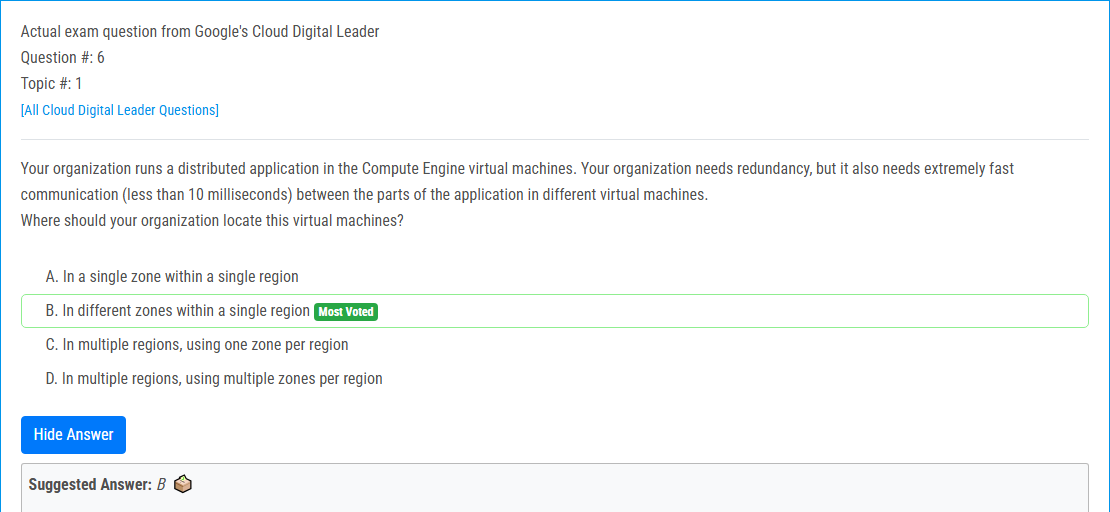 Actual exam question from Google's Cloud Digital Leader
Question #: 6
Topic #: 1
[All Cloud Digital Leader Questions]
Your organization runs a distributed application in the Compute Engine virtual machines. Your organization needs redundancy, but it also needs extremely fast
communication (less than 10 milliseconds) between the parts of the application in different virtual machines.
Where should your organization locate this virtual machines?
A. In a single zone within a single region
B. In different zones within a single region Most Voted
C. In multiple regions, using one zone per region
D. In multiple regions, using multiple zones per region
Hide Answer
Suggested Answer: B